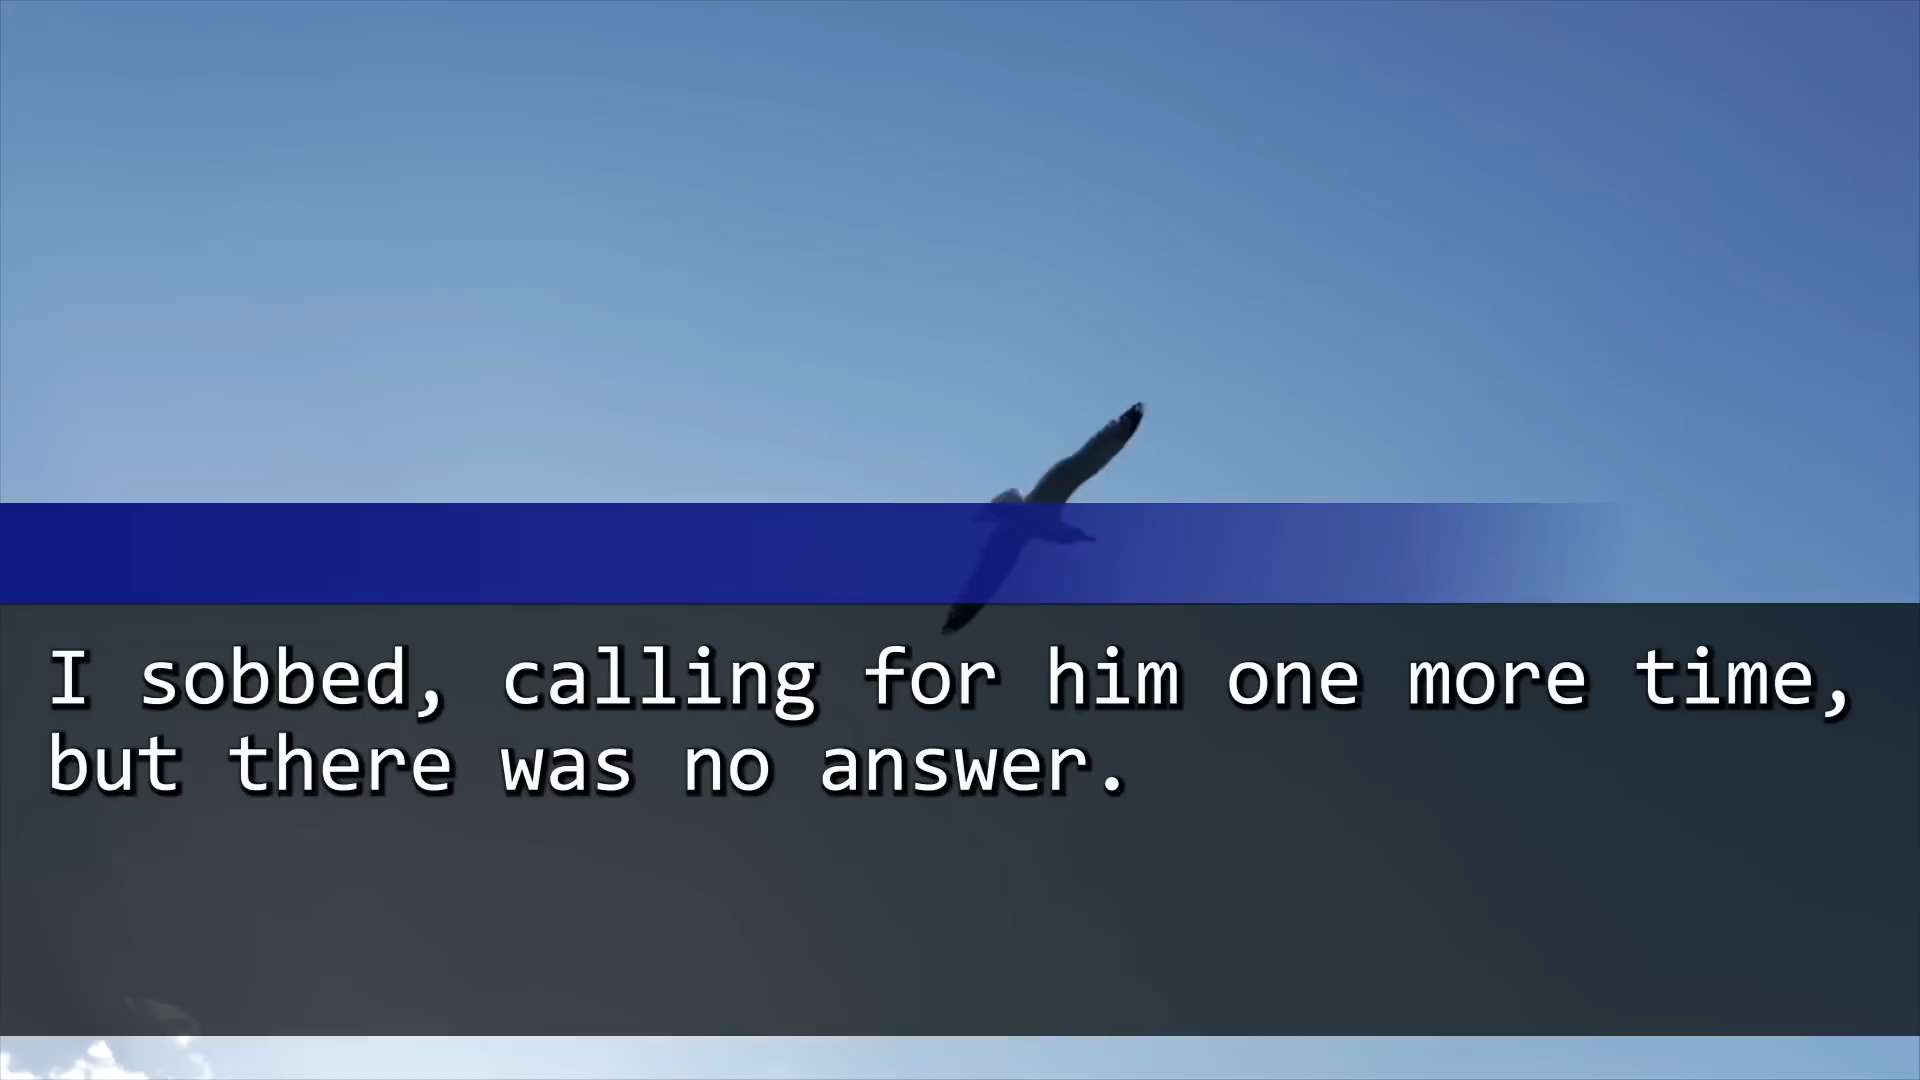 I sobbed, calling for him one more time,
but there was no answer.